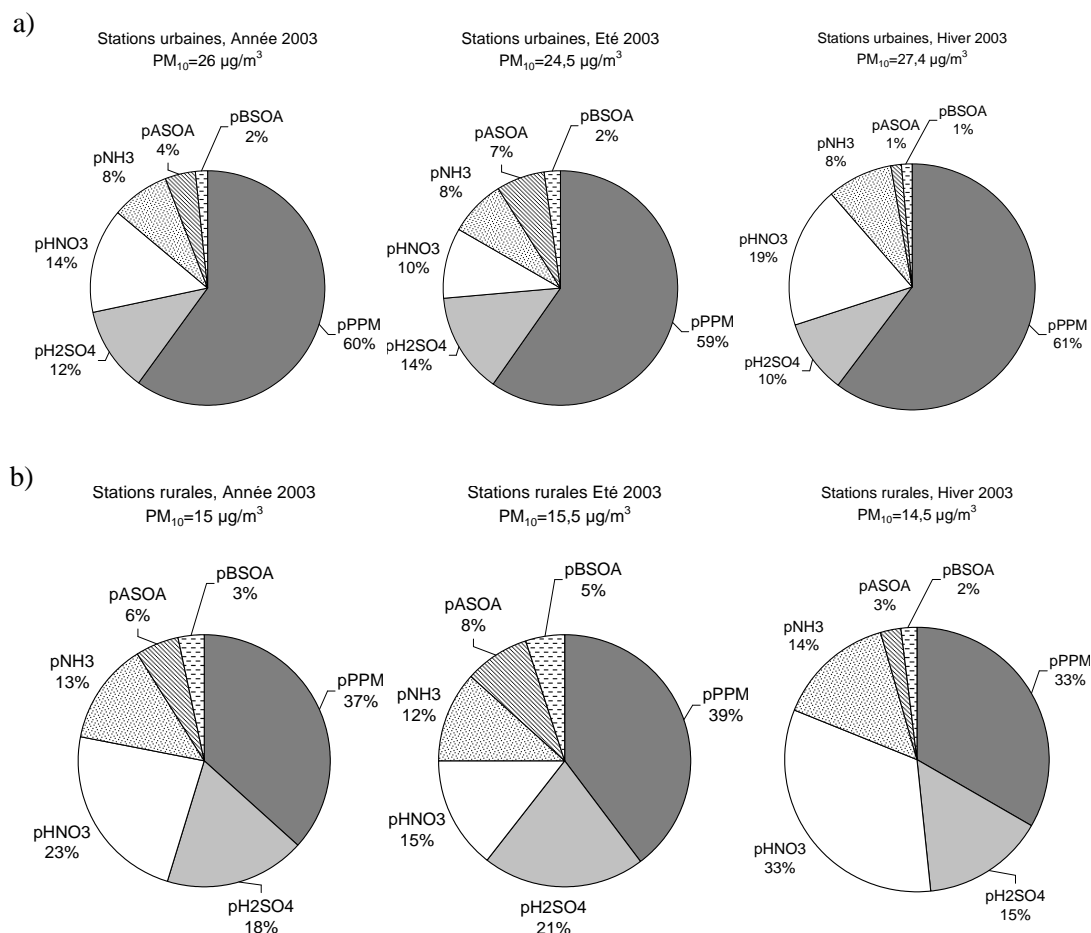 a)
Stations urbaines, Année 2003
PM₁₀=26 µg/m³
pBSOA
2%
pASOA
4%
pNH3
8%
pHNO3
14%
pH2SO4
12%
pPPM
60%
Stations urbaines, Eté 2003
PM₁₀=24,5 µg/m³
pBSOA
2%
pASOA
7%
pNH3
8%
pHNO3
10%
pH2SO4
14%
pPPM
59%
Stations urbaines, Hiver 2003
PM₁₀=27,4 µg/m³
pBSOA
1%
pASOA
1%
pNH3
8%
pHNO3
19%
pH2SO4
10%
pPPM
61%
b)
Stations rurales, Année 2003
PM₁₀=15 µg/m³
pBSOA
3%
pASOA
6%
pNH3
13%
pPPM
37%
pHNO3
23%
pH2SO4
18%
Stations rurales Eté 2003
PM₁₀=15,5 µg/m³
pBSOA
5%
pASOA
8%
pNH3
12%
pPPM
39%
pHNO3
15%
pH2SO4
21%
Stations rurales, Hiver 2003
PM₁₀=14,5 µg/m³
pBSOA
2%
pASOA
3%
pNH3
14%
pPPM
33%
pHNO3
33%
pH2SO4
15%